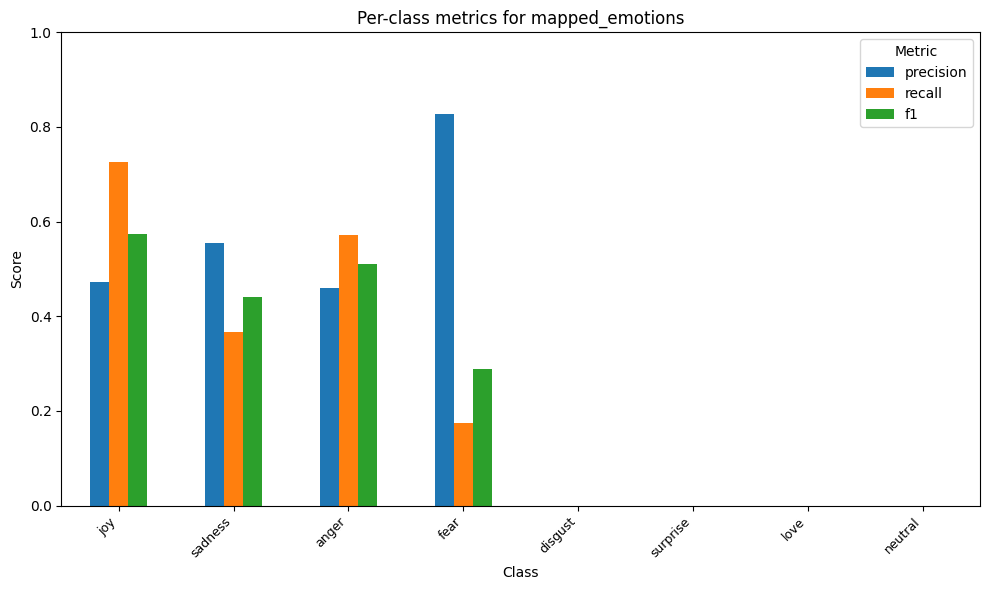 Per-class metrics for mapped_emotions
1.0
0.8
0.6
0.4
0.2
0.0
Score
Metric
precision
recall
f1
joy
sadness
anger
fear
disgust
surprise
love
neutral
Class